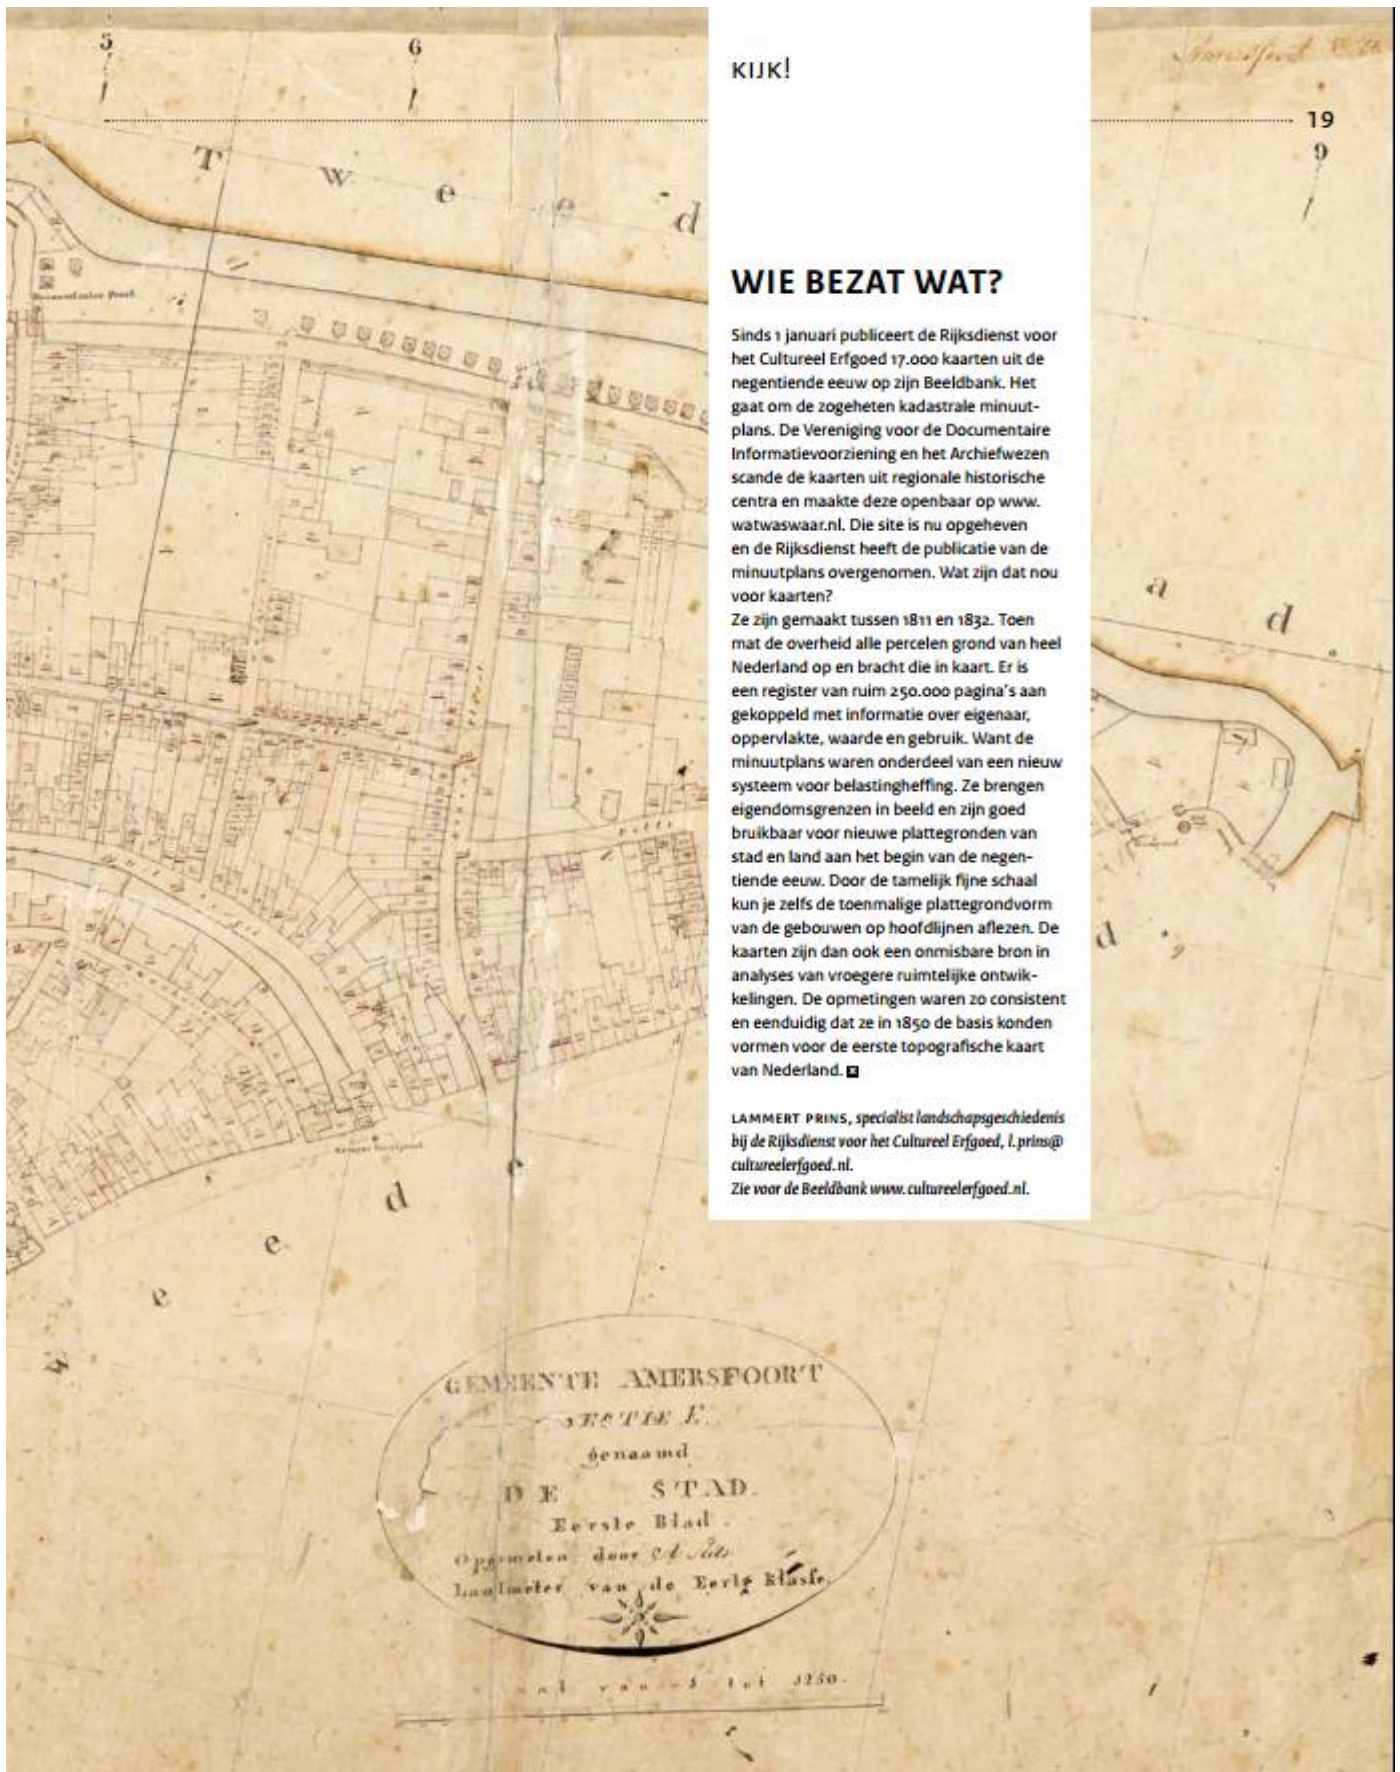 5
6
KIJK!
19
9
T w e e d
WIE BEZAT WAT?
Sinds 1 januari publiceert de Rijksdienst voor
het Cultureel Erfgoed 17.000 kaarten uit de
negentiende eeuw op zijn Beeldbank. Het
gaat om de zogeheten kadastrale minuut-
plans. De Vereniging voor de Documentaire
Informatievoorziening en het Archiefwezen
scande de kaarten uit regionale historische
centra en maakte deze openbaar op www.
watwaswaar.nl. Die site is nu opgeheven
en de Rijksdienst heeft de publicatie van de
minuutplans overgenomen. Wat zijn dat nou
voor kaarten?
Ze zijn gemaakt tussen 1811 en 1832. Toen
mat de overheid alle percelen grond van heel
Nederland op en bracht die in kaart. Er is
een register van ruim 250.000 pagina's aan
gekoppeld met informatie over eigenaar,
oppervlakte, waarde en gebruik. Want de
minuutplans waren onderdeel van een nieuw
systeem voor belastingheffing. Ze brengen
eigendomsgrenzen in beeld en zijn goed
bruikbaar voor nieuwe plattegronden van
stad en land aan het begin van de negen-
tiende eeuw. Door de tamelijk fijne schaal
kun je zelfs de toenmalige plattegrondvorm
van de gebouwen op hoofdlijnen aflezen. De
kaarten zijn dan ook een onmisbare bron in
analyses van vroegere ruimtelijke ontwik-
kelingen. De opmetingen waren zo consistent
en eenduidig dat ze in 1850 de basis konden
vormen voor de eerste topografische kaart
van Nederland.
LAMMERT PRINS, specialist landschapsgeschiedenis
bij de Rijksdienst voor het Cultureel Erfgoed, l.prins@
cultureelerfgoed.nl.
Zie voor de Beeldbank www.cultureelerfgoed.nl.
a d
d
w e e d e
GEMEENTE AMERSFOORT
SECTIE E.
genaamd
DE STAD.
Eerste Blad.
Opgemeten door
Landmeter van de Eerste klasse.
van 1 tot 1250.